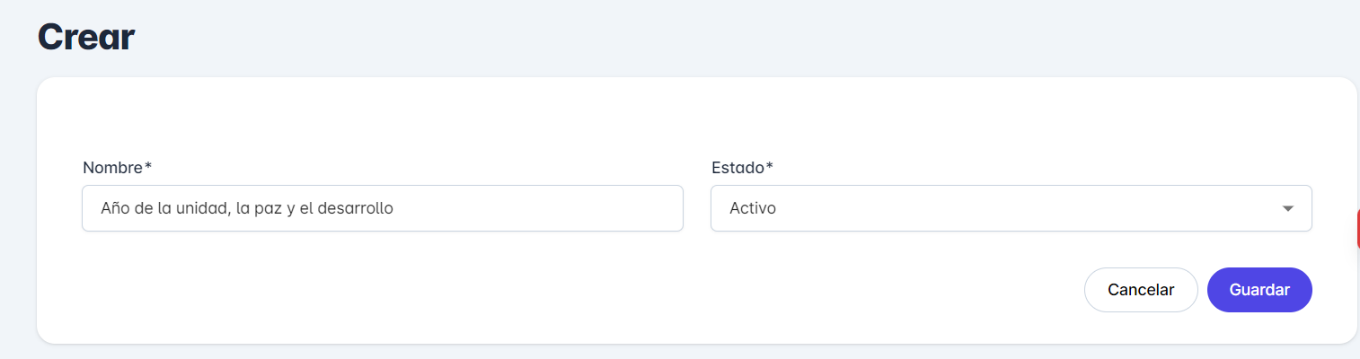 Crear
Nombre* Estado*
Año de la unidad, la paz y el desarrollo Activo
Cancelar Guardar